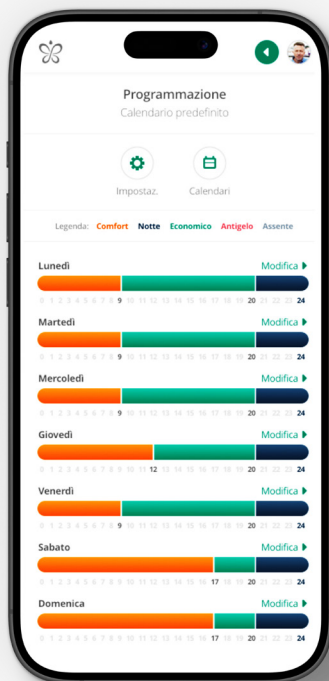 Programmazione
Calendario predefinito
Impostaz. Calendari
Legenda: Comfort Notte Economico Antigelo Assente
Lunedì Modifica
0 1 2 3 4 5 6 7 8 9 10 11 12 13 14 15 16 17 18 19 20 21 22 23 24
Martedì Modifica
0 1 2 3 4 5 6 7 8 9 10 11 12 13 14 15 16 17 18 19 20 21 22 23 24
Mercoledì Modifica
0 1 2 3 4 5 6 7 8 9 10 11 12 13 14 15 16 17 18 19 20 21 22 23 24
Giovedì Modifica
0 1 2 3 4 5 6 7 8 9 10 11 12 13 14 15 16 17 18 19 20 21 22 23 24
Venerdì Modifica
0 1 2 3 4 5 6 7 8 9 10 11 12 13 14 15 16 17 18 19 20 21 22 23 24
Sabato Modifica
0 1 2 3 4 5 6 7 8 9 10 11 12 13 14 15 16 17 18 19 20 21 22 23 24
Domenica Modifica
0 1 2 3 4 5 6 7 8 9 10 11 12 13 14 15 16 17 18 19 20 21 22 23 24